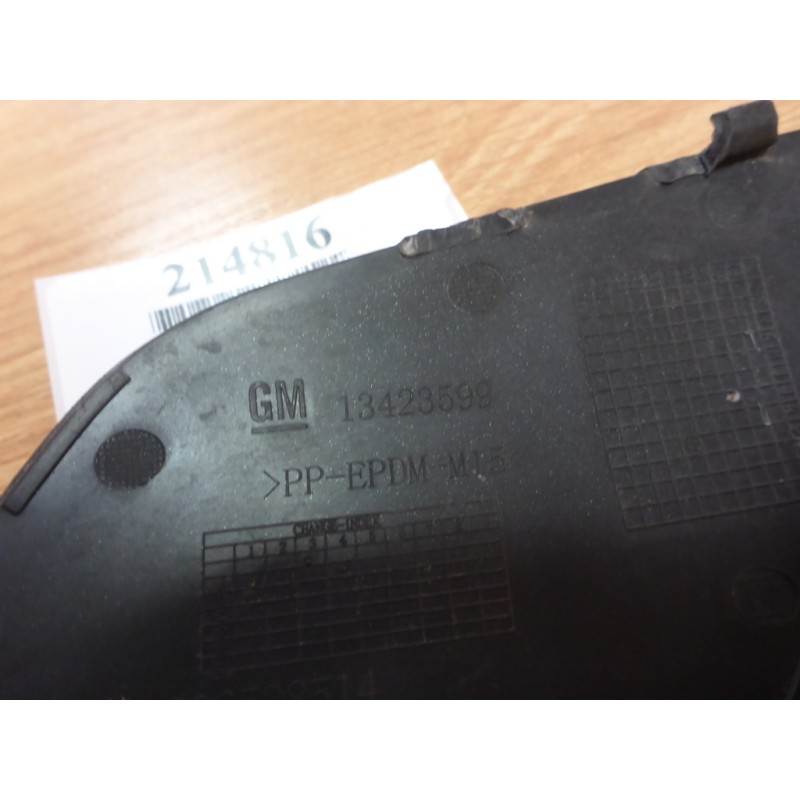 214816
GM 13423599
>PP-EPDM-M15
CHANGE-INDEX
1 2 3 4 5